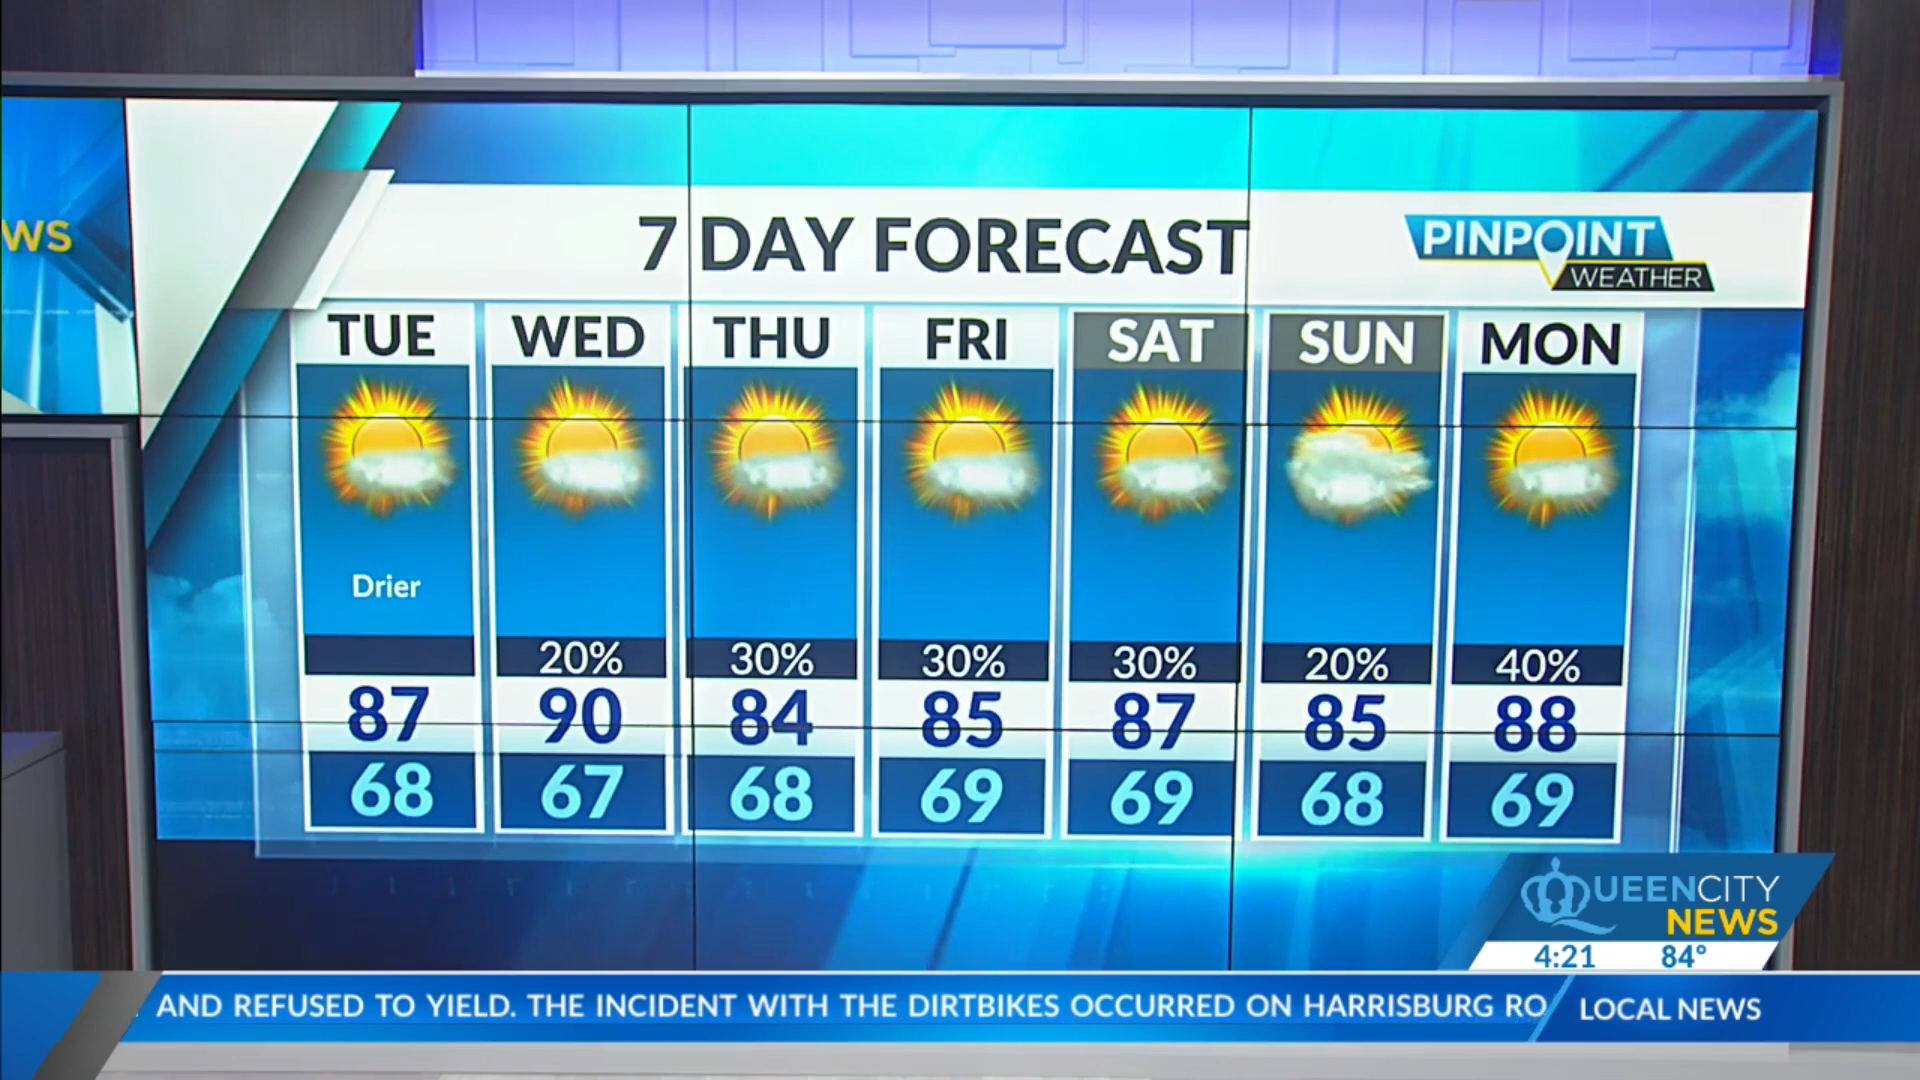 WS
7 DAY FORECAST
PINPOINT
WEATHER
TUE WED THU FRI SAT SUN MON
Drier
20% 30% 30% 30% 20% 40%
87 90 84 85 87 85 88
68 67 68 69 69 68 69
QUEEN CITY
NEWS
4:21 84°
AND REFUSED TO YIELD. THE INCIDENT WITH THE DIRTBIKES OCCURRED ON HARRISBURG RO
LOCAL NEWS